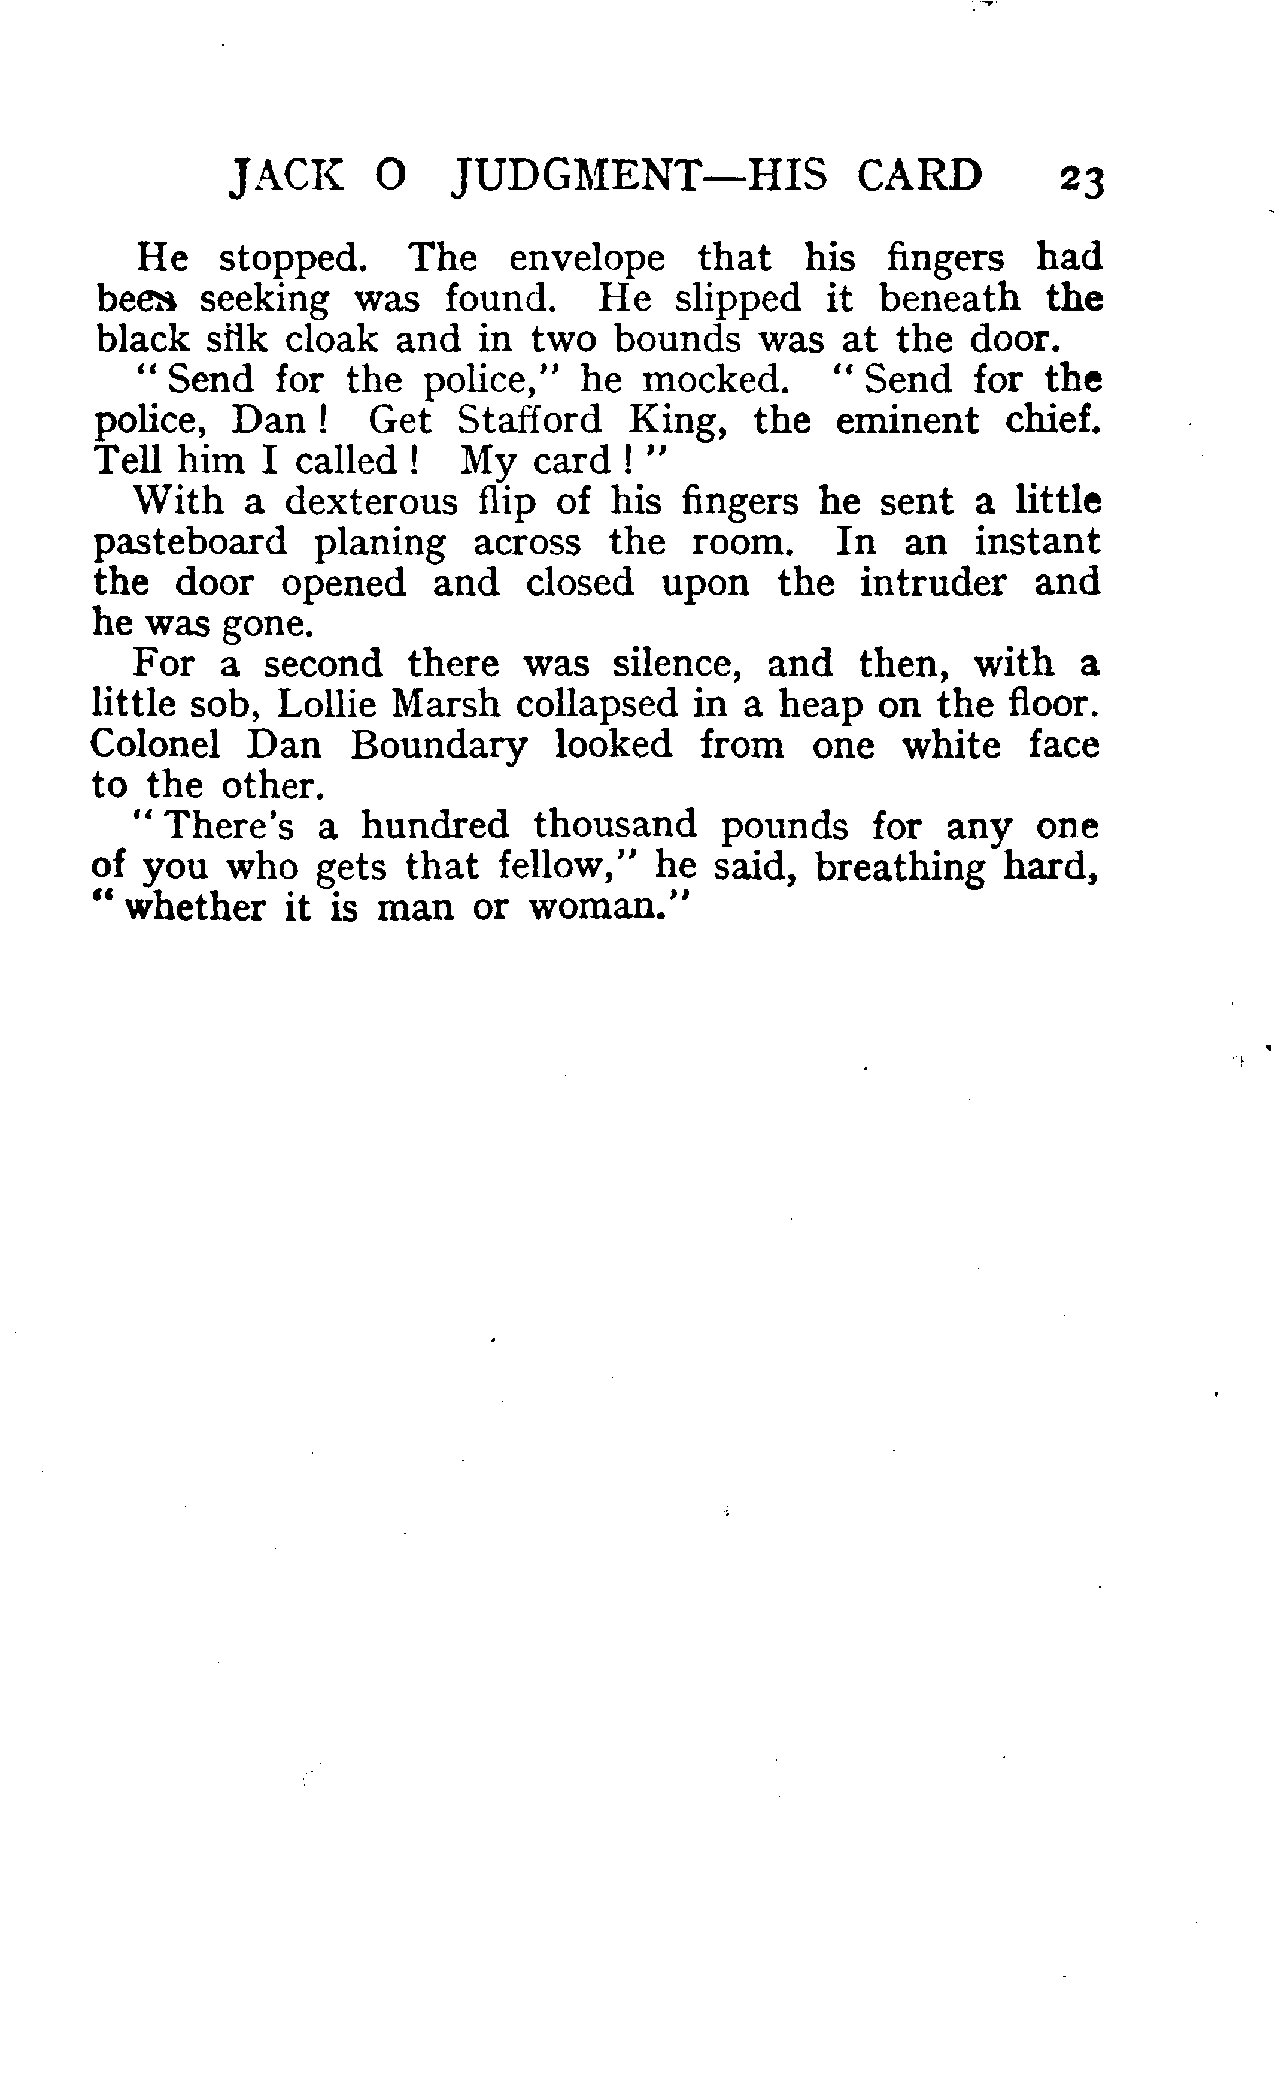 JACK O JUDGMENT—HIS CARD 23
He stopped. The envelope that his fingers had
been seeking was found. He slipped it beneath the
black silk cloak and in two bounds was at the door.
“ Send for the police,” he mocked. “ Send for the
police, Dan ! Get Stafford King, the eminent chief.
Tell him I called ! My card ! ”
With a dexterous flip of his fingers he sent a little
pasteboard planing across the room. In an instant
the door opened and closed upon the intruder and
he was gone.
For a second there was silence, and then, with a
little sob, Lollie Marsh collapsed in a heap on the floor.
Colonel Dan Boundary looked from one white face
to the other.
“ There’s a hundred thousand pounds for any one
of you who gets that fellow,” he said, breathing hard,
“ whether it is man or woman.”